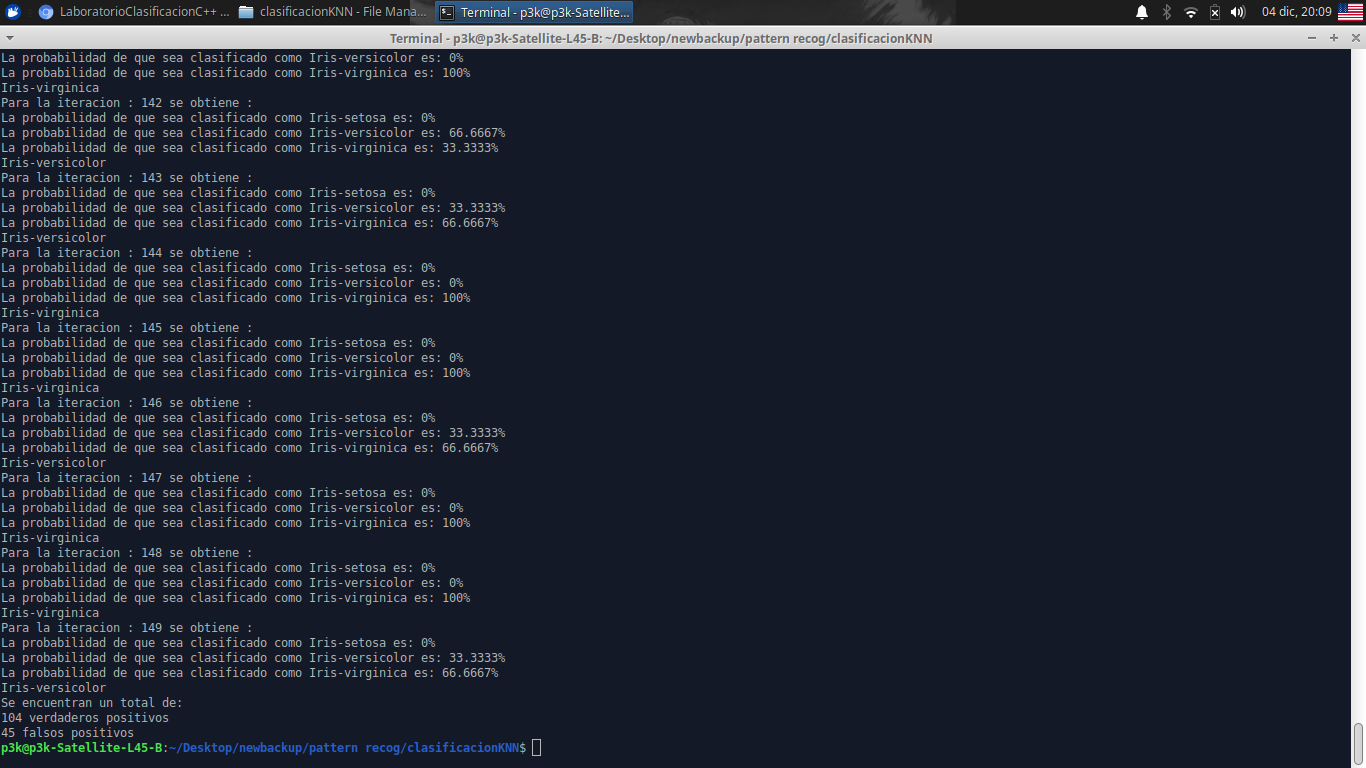 LaboratorioClasificacionC++ ...
clasificacionKNN - File Mana...
Terminal - p3k@p3k-Satellite...
04 dic, 20:09
Terminal - p3k@p3k-Satellite-L45-B: ~/Desktop/newbackup/pattern recog/clasificacionKNN
La probabilidad de que sea clasificado como Iris-versicolor es: 0%
La probabilidad de que sea clasificado como Iris-virginica es: 100%
Iris-virginica
Para la iteracion : 142 se obtiene :
La probabilidad de que sea clasificado como Iris-setosa es: 0%
La probabilidad de que sea clasificado como Iris-versicolor es: 66.6667%
La probabilidad de que sea clasificado como Iris-virginica es: 33.3333%
Iris-versicolor
Para la iteracion : 143 se obtiene :
La probabilidad de que sea clasificado como Iris-setosa es: 0%
La probabilidad de que sea clasificado como Iris-versicolor es: 33.3333%
La probabilidad de que sea clasificado como Iris-virginica es: 66.6667%
Iris-versicolor
Para la iteracion : 144 se obtiene :
La probabilidad de que sea clasificado como Iris-setosa es: 0%
La probabilidad de que sea clasificado como Iris-versicolor es: 0%
La probabilidad de que sea clasificado como Iris-virginica es: 100%
Iris-virginica
Para la iteracion : 145 se obtiene :
La probabilidad de que sea clasificado como Iris-setosa es: 0%
La probabilidad de que sea clasificado como Iris-versicolor es: 0%
La probabilidad de que sea clasificado como Iris-virginica es: 100%
Iris-virginica
Para la iteracion : 146 se obtiene :
La probabilidad de que sea clasificado como Iris-setosa es: 0%
La probabilidad de que sea clasificado como Iris-versicolor es: 33.3333%
La probabilidad de que sea clasificado como Iris-virginica es: 66.6667%
Iris-versicolor
Para la iteracion : 147 se obtiene :
La probabilidad de que sea clasificado como Iris-setosa es: 0%
La probabilidad de que sea clasificado como Iris-versicolor es: 0%
La probabilidad de que sea clasificado como Iris-virginica es: 100%
Iris-virginica
Para la iteracion : 148 se obtiene :
La probabilidad de que sea clasificado como Iris-setosa es: 0%
La probabilidad de que sea clasificado como Iris-versicolor es: 0%
La probabilidad de que sea clasificado como Iris-virginica es: 100%
Iris-virginica
Para la iteracion : 149 se obtiene :
La probabilidad de que sea clasificado como Iris-setosa es: 0%
La probabilidad de que sea clasificado como Iris-versicolor es: 33.3333%
La probabilidad de que sea clasificado como Iris-virginica es: 66.6667%
Iris-versicolor
Se encuentran un total de:
104 verdaderos positivos
45 falsos positivos
p3k@p3k-Satellite-L45-B:~/Desktop/newbackup/pattern recog/clasificacionKNN$